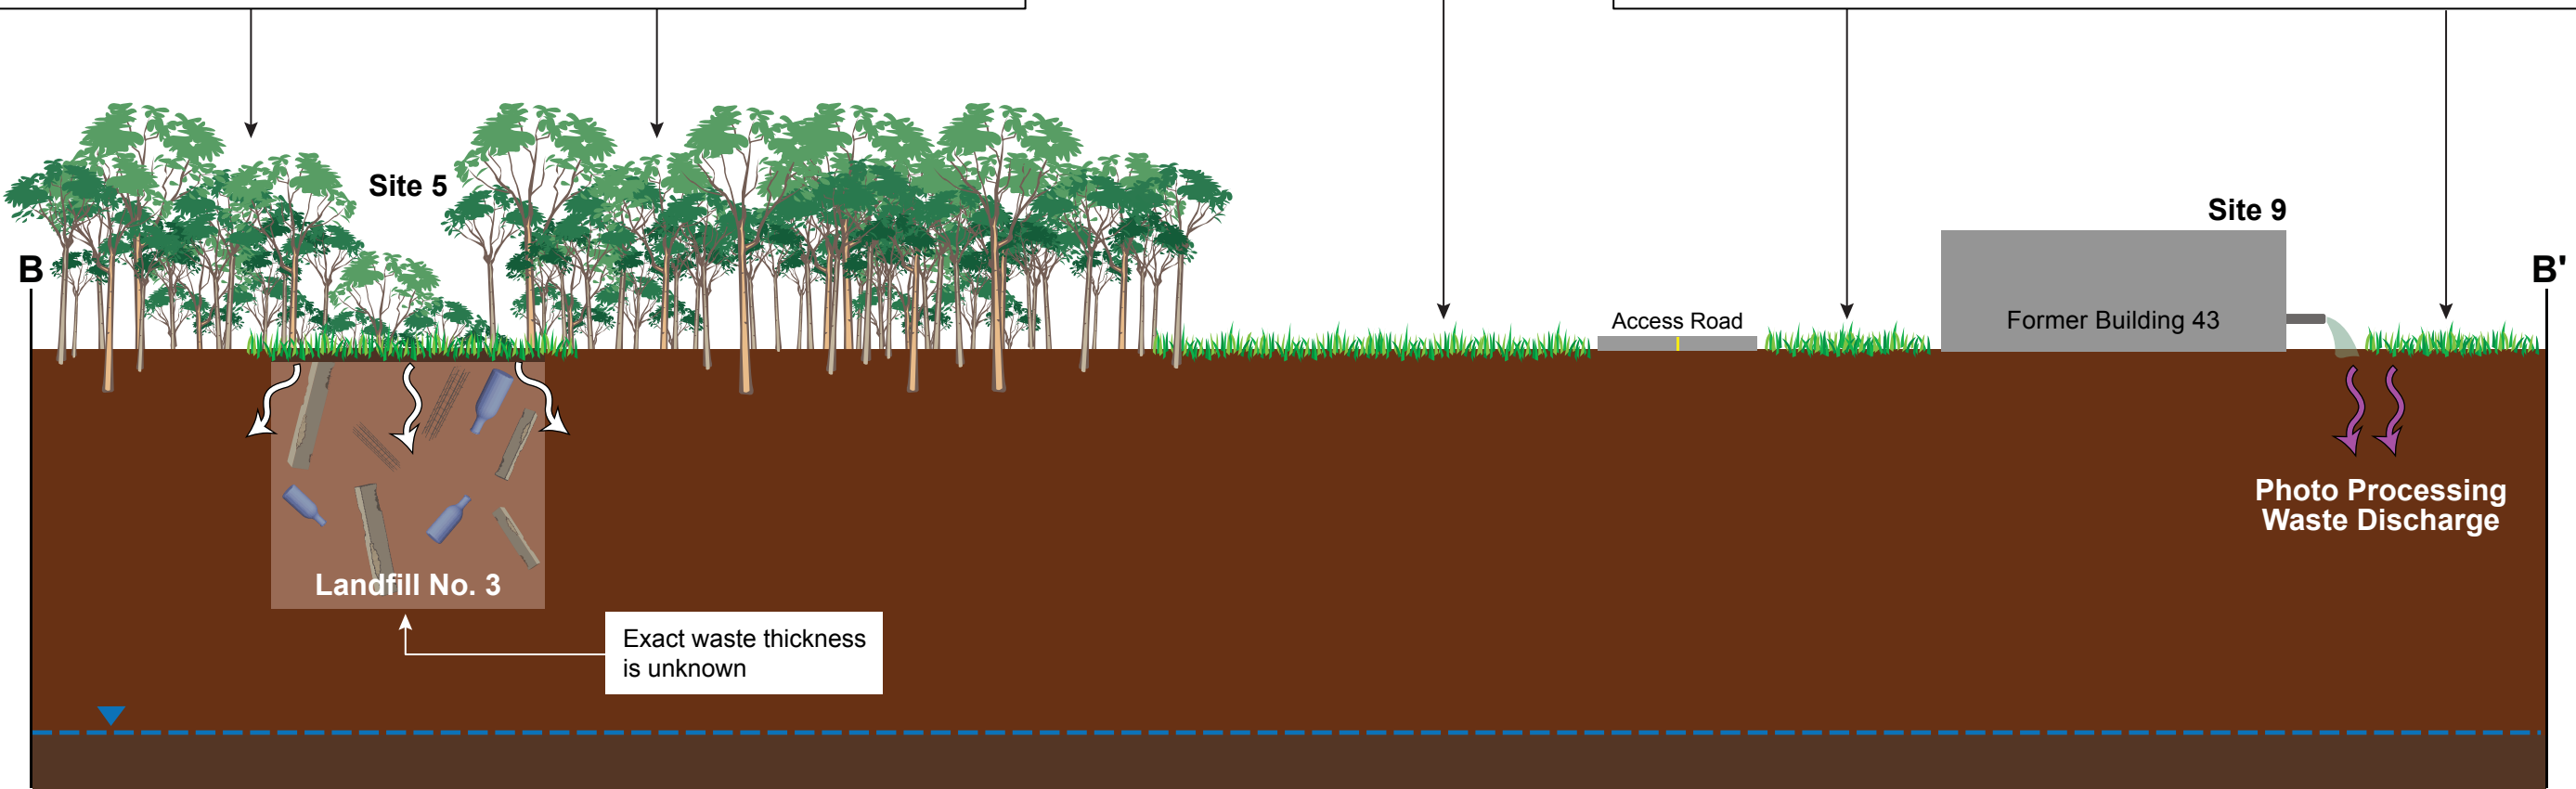 Site 5
Site 9
B
B'
Access Road
Former Building 43
Photo Processing
Waste Discharge
Landfill No. 3
Exact waste thickness
is unknown